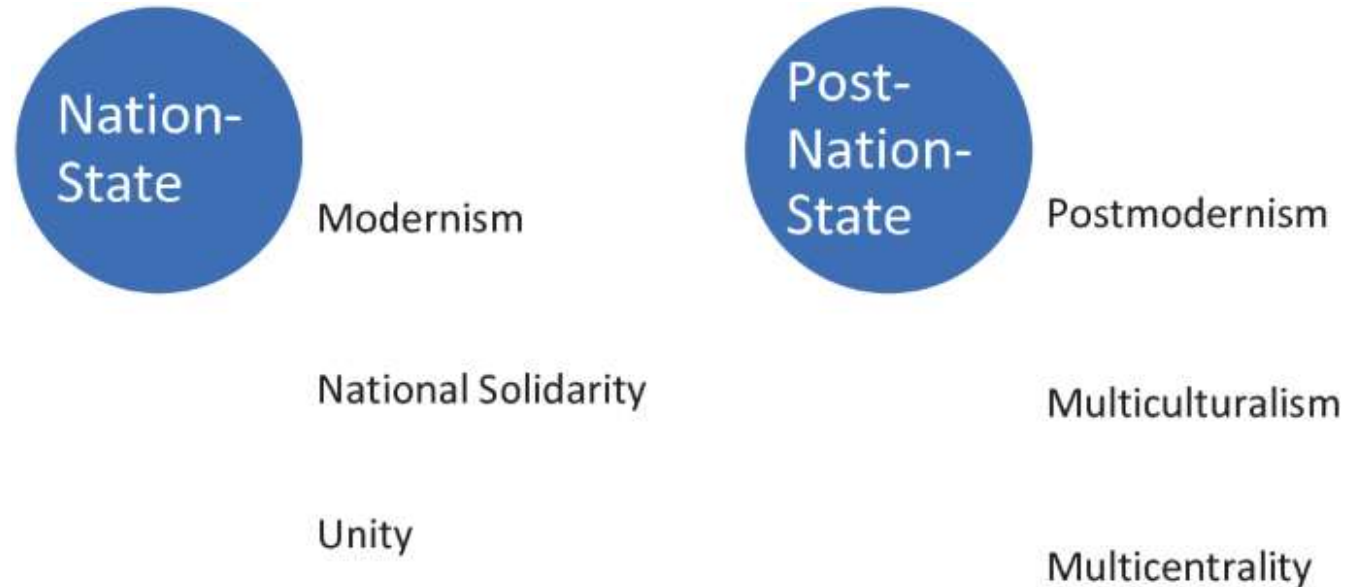 Nation-
State
Modernism
National Solidarity
Unity
Post-
Nation-
State
Postmodernism
Multiculturalism
Multicentrality